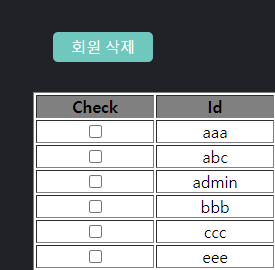 회원 삭제
Check Id
aaa
abc
admin
bbb
ccc
eee